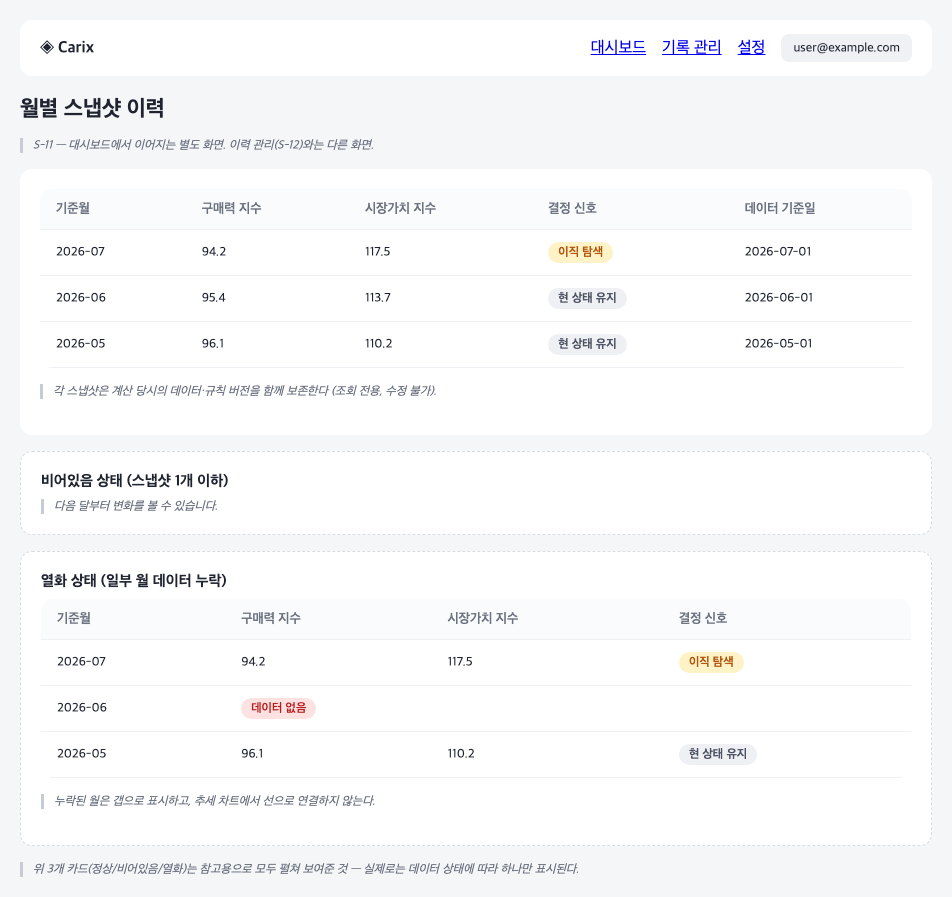 ◈ Carix
대시보드 기록 관리 설정 user@example.com
월별 스냅샷 이력
S-11 — 대시보드에서 이어지는 별도 화면. 이력 관리(S-12)와는 다른 화면.
기준월 구매력 지수 시장가치 지수 결정 신호 데이터 기준일
2026-07 94.2 117.5 이직 탐색 2026-07-01
2026-06 95.4 113.7 현 상태 유지 2026-06-01
2026-05 96.1 110.2 현 상태 유지 2026-05-01
각 스냅샷은 계산 당시의 데이터·규칙 버전을 함께 보존한다 (조회 전용, 수정 불가).
비어있음 상태 (스냅샷 1개 이하)
다음 달부터 변화를 볼 수 있습니다.
열화 상태 (일부 월 데이터 누락)
기준월 구매력 지수 시장가치 지수 결정 신호
2026-07 94.2 117.5 이직 탐색
2026-06 데이터 없음
2026-05 96.1 110.2 현 상태 유지
누락된 월은 갭으로 표시하고, 추세 차트에서 선으로 연결하지 않는다.
위 3개 카드(정상/비어있음/열화)는 참고용으로 모두 펼쳐 보여준 것 — 실제로는 데이터 상태에 따라 하나만 표시된다.